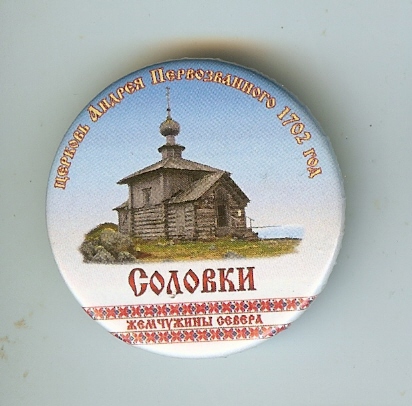 Церковь Андрея Первозванного 1702 год
Соловки
жемчужины севера